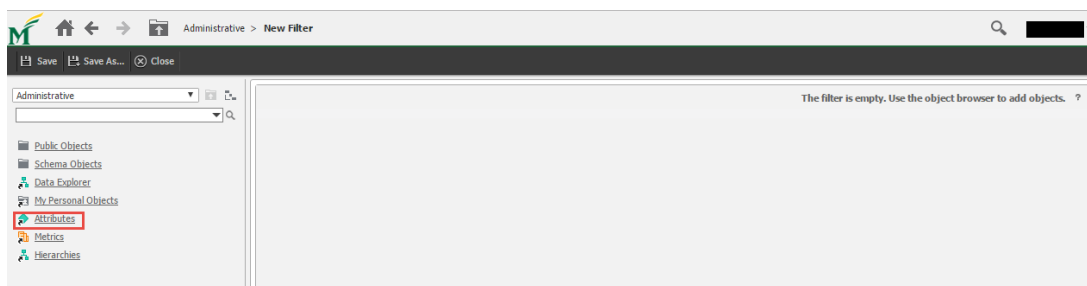 M
Administrative > New Filter
Save Save As... Close
Administrative
The filter is empty. Use the object browser to add objects. ?
Public Objects
Schema Objects
Data Explorer
My Personal Objects
Attributes
Metrics
Hierarchies